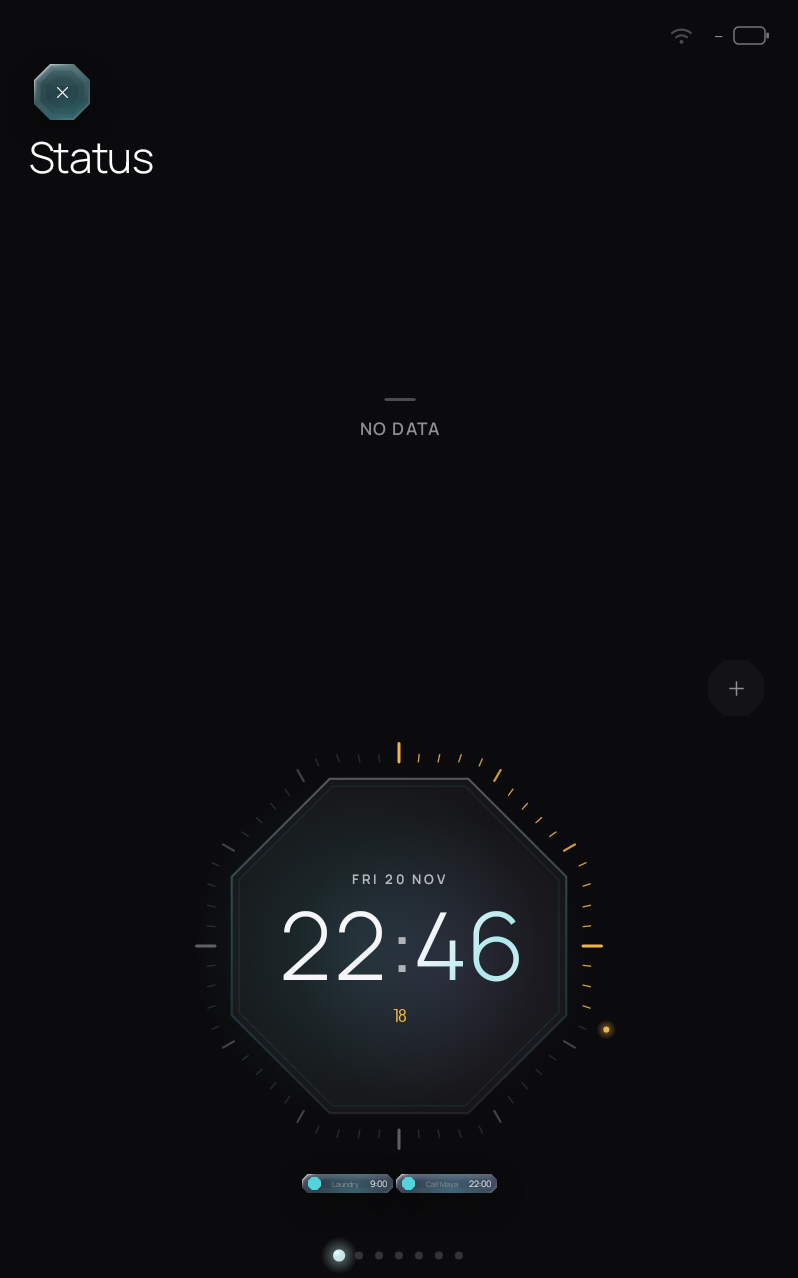 –
Status
NO DATA
FRI 20 NOV
22:46
18
Laundry 9:00
Call Maya 22:00